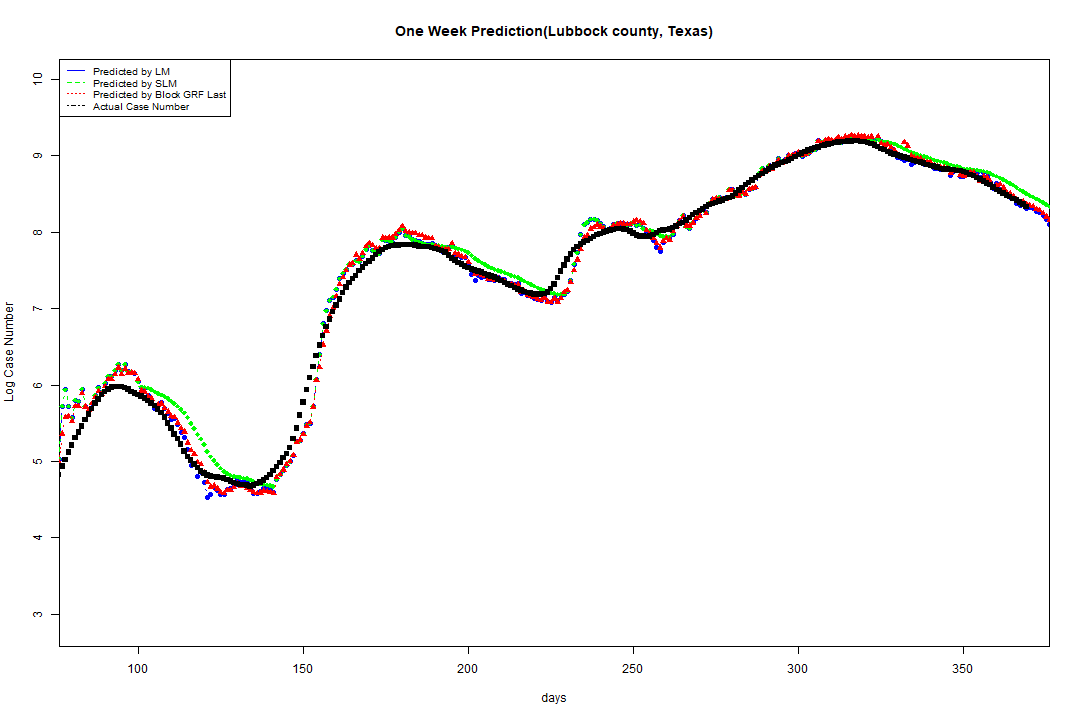 One Week Prediction(Lubbock county, Texas)
Predicted by LM
Predicted by SLM
Predicted by Block GRF Last
Actual Case Number
10
9
8
7
6
5
4
3
Log Case Number
100 150 200 250 300 350
days